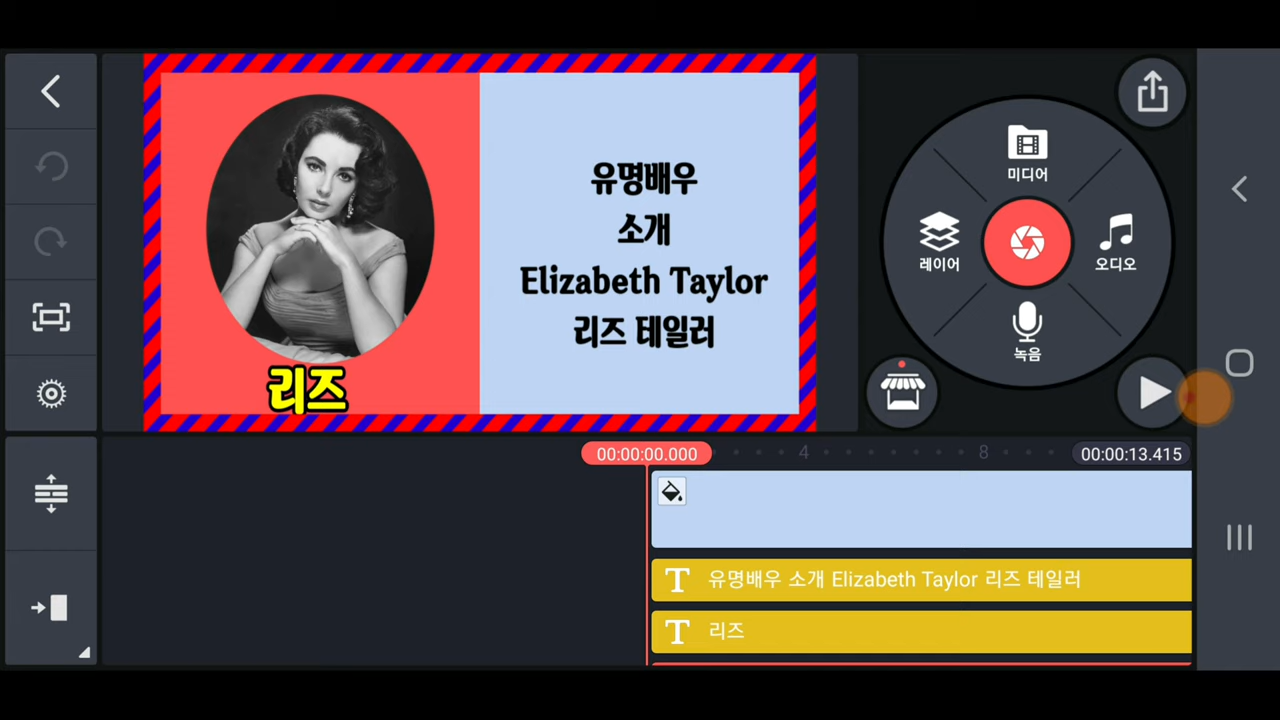 유명배우
소개
Elizabeth Taylor
리즈 테일러
리즈
미디어
레이어
오디오
녹음
00:00:00.000
4
8
00:00:13.415
T 유명배우 소개 Elizabeth Taylor 리즈 테일러
T 리즈